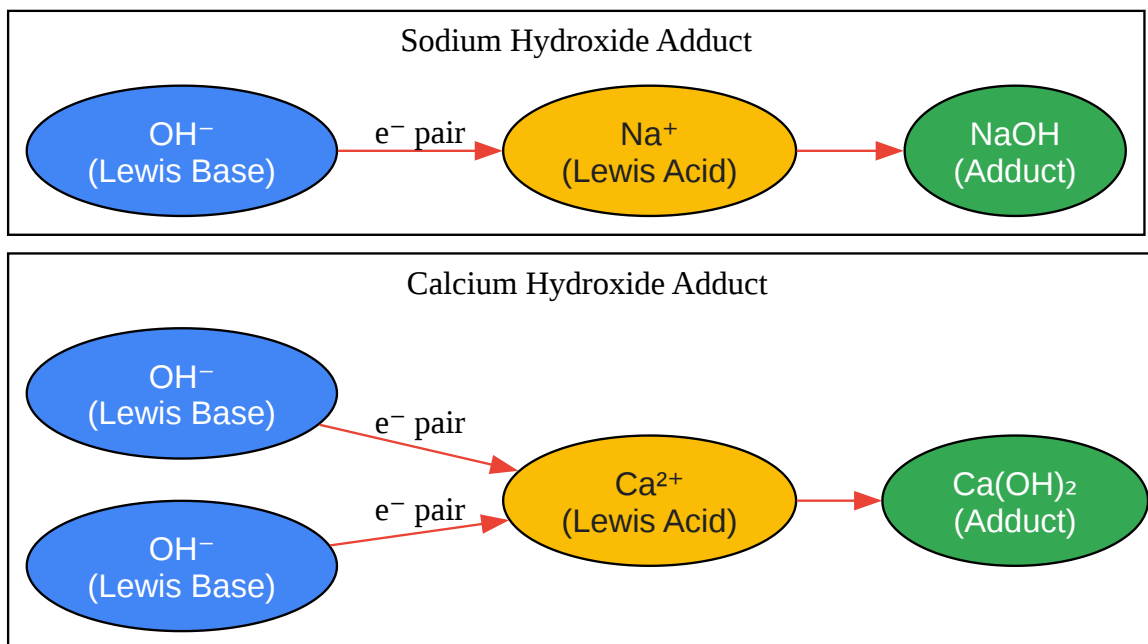 Sodium Hydroxide Adduct
OH⁻
(Lewis Base)
e⁻ pair
Na⁺
(Lewis Acid)
NaOH
(Adduct)
Calcium Hydroxide Adduct
OH⁻
(Lewis Base)
e⁻ pair
OH⁻
(Lewis Base)
e⁻ pair
Ca²⁺
(Lewis Acid)
Ca(OH)₂
(Adduct)